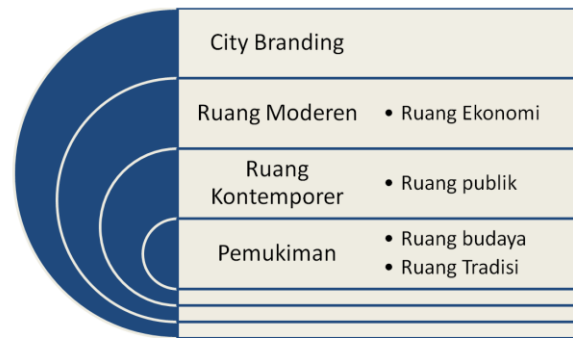 City Branding
Ruang Moderen
• Ruang Ekonomi
Ruang
Kontemporer
• Ruang publik
Pemukiman
• Ruang budaya
• Ruang Tradisi